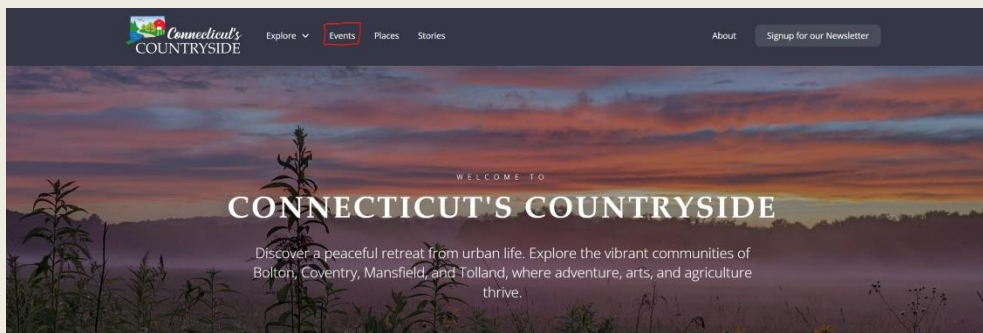 Connecticut's
COUNTRYSIDE
Explore
Events
Places
Stories
About
Signup for our Newsletter
WELCOME TO
CONNECTICUT'S COUNTRYSIDE
Discover a peaceful retreat from urban life. Explore the vibrant communities of
Bolton, Coventry, Mansfield, and Tolland, where adventure, arts, and agriculture
thrive.